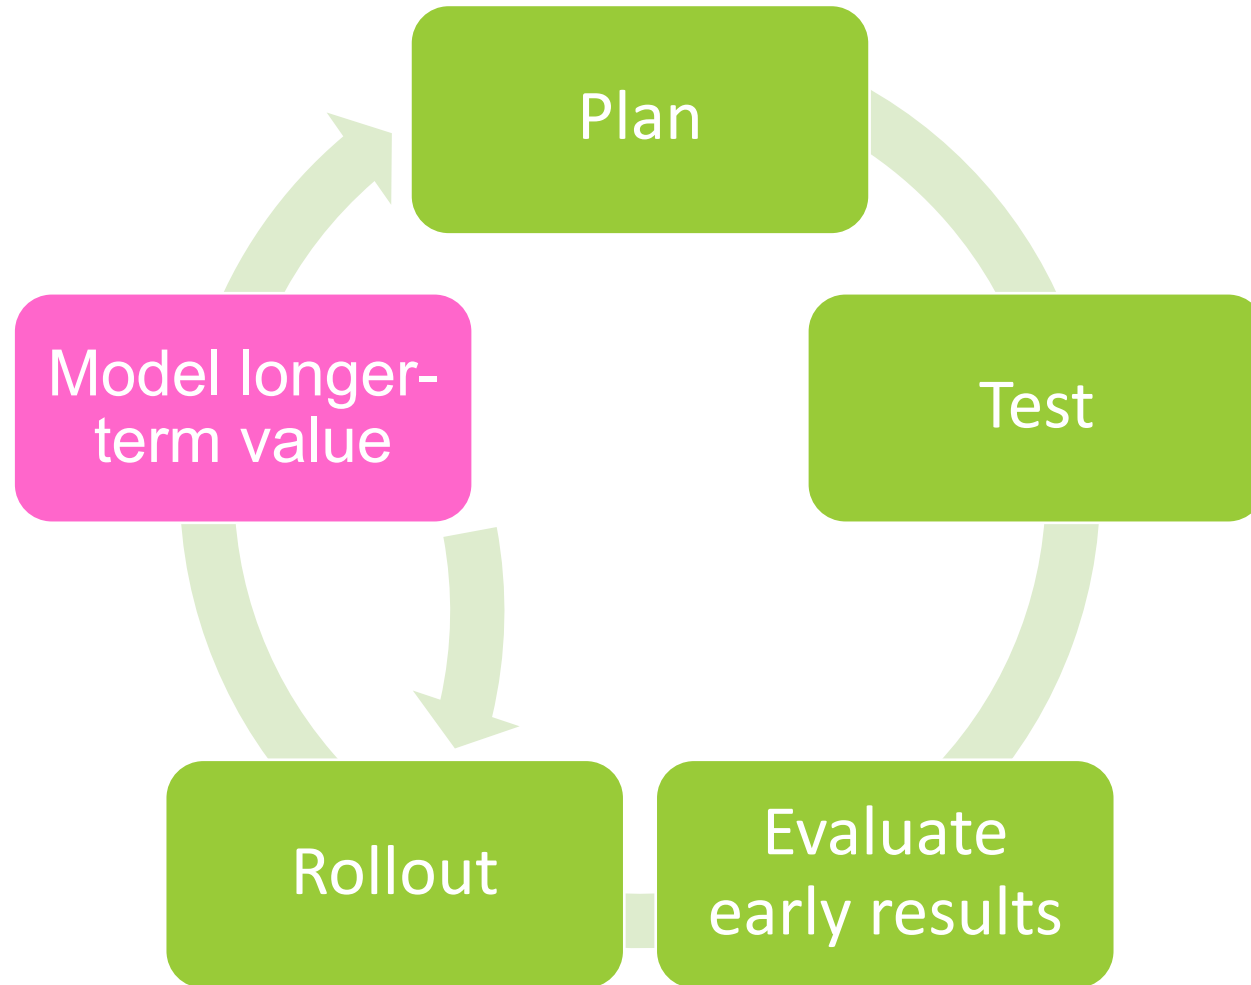 Plan
Test
Evaluate
early results
Rollout
Model longer-
term value